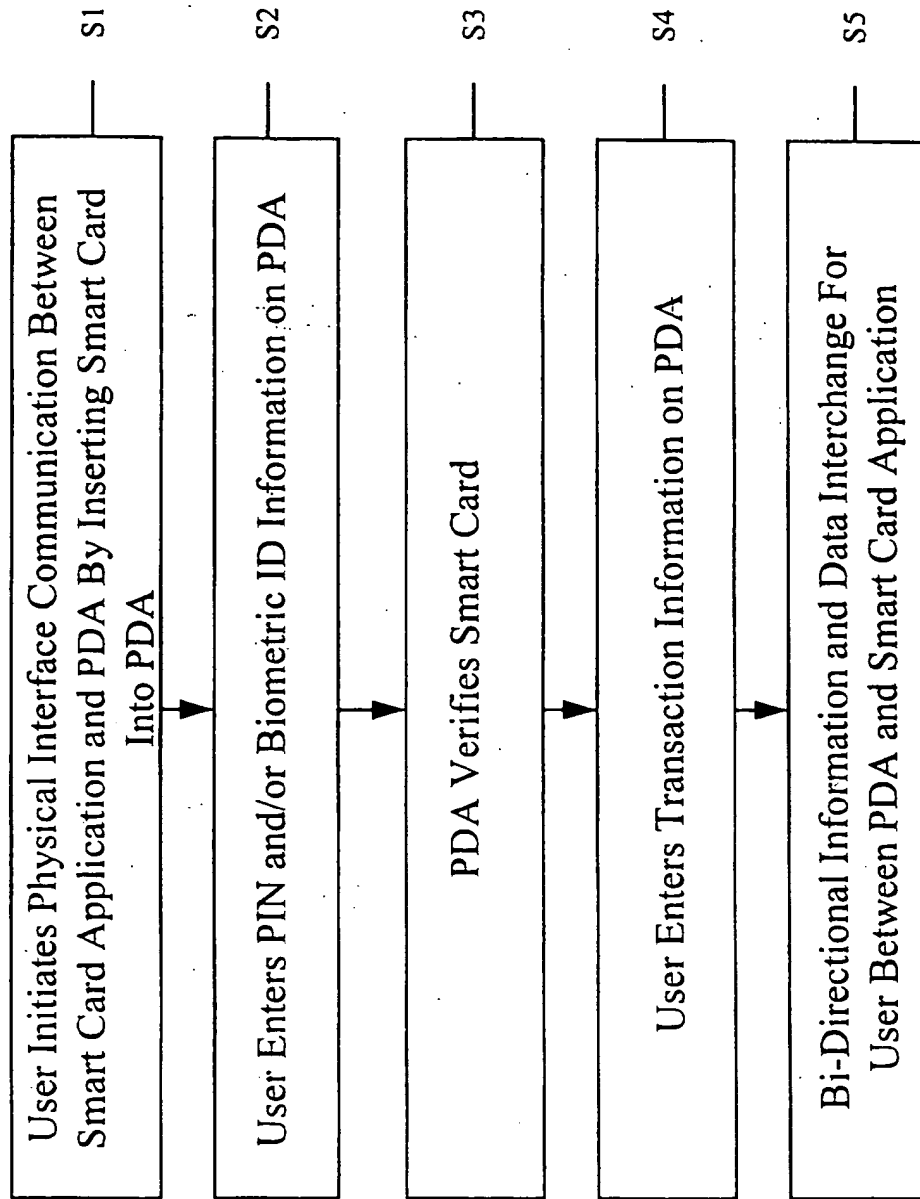 User Initiates Physical Interface Communication Between
Smart Card Application and PDA By Inserting Smart Card
Into PDA
S1
User Enters PIN and/or Biometric ID Information on PDA
S2
PDA Verifies Smart Card
S3
User Enters Transaction Information on PDA
S4
Bi-Directional Information and Data Interchange For
User Between PDA and Smart Card Application
S5